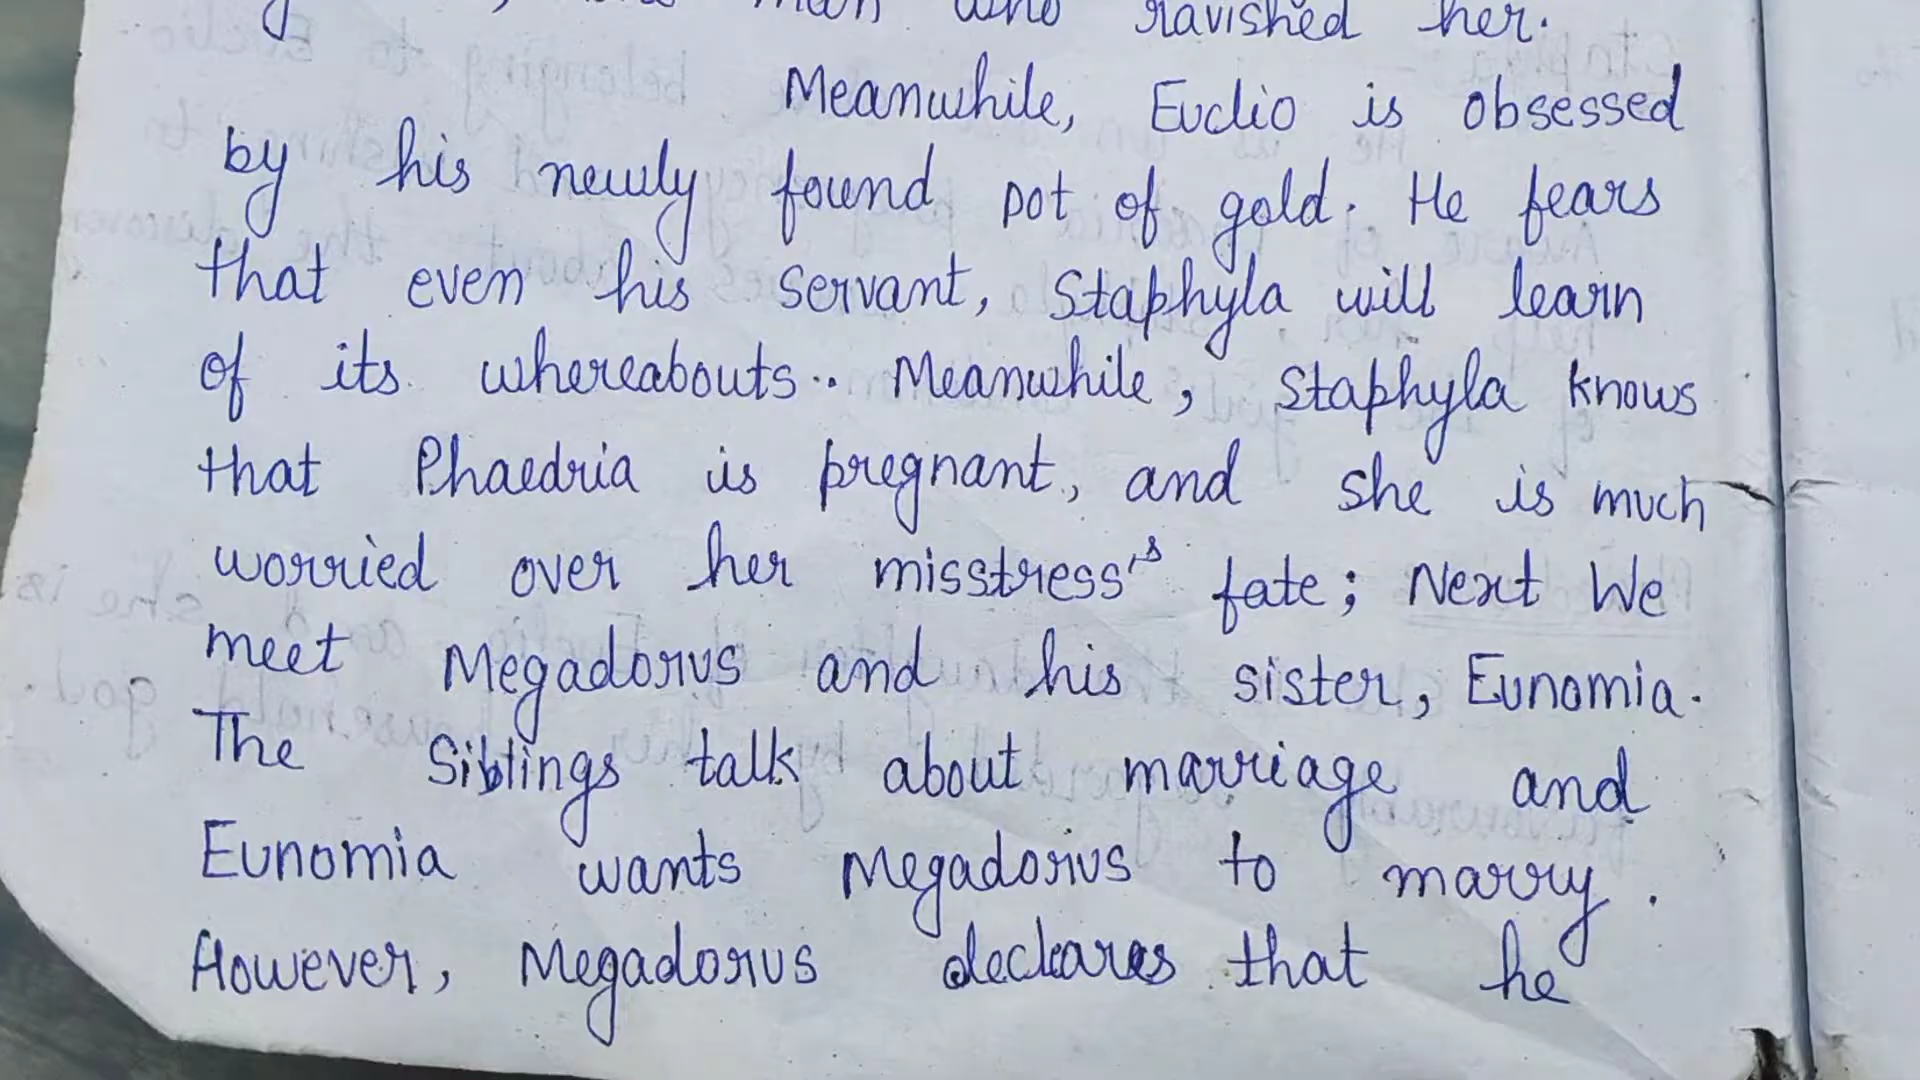 man who ravished her.
Meanwhile, Euclio is obsessed
by his newly found pot of gold. He fears
that even his servant, Staphyla will learn
of its whereabouts.. Meanwhile, Staphyla knows
that Phaedria is pregnant, and she is much
worried over her misstress's fate; Next We
meet Megadorus and his sister, Eunomia.
The Siblings talk about marriage and
Eunomia wants Megadorius to marry.
However, Megadorus declares that he